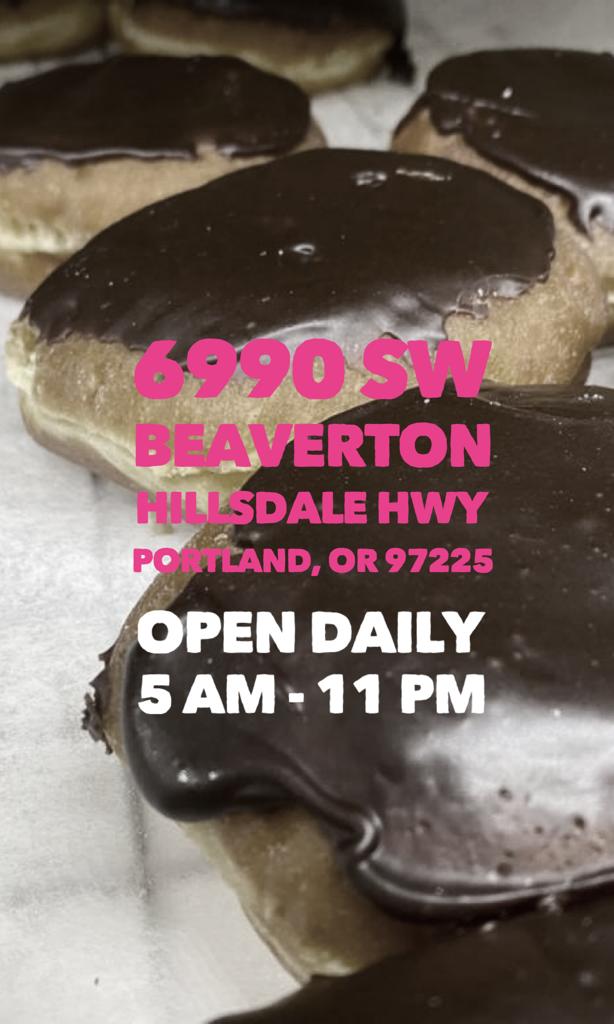 6990 SW
BEAVERTON
HILLSDALE HWY
PORTLAND, OR 97225
OPEN DAILY
5 AM - 11 PM